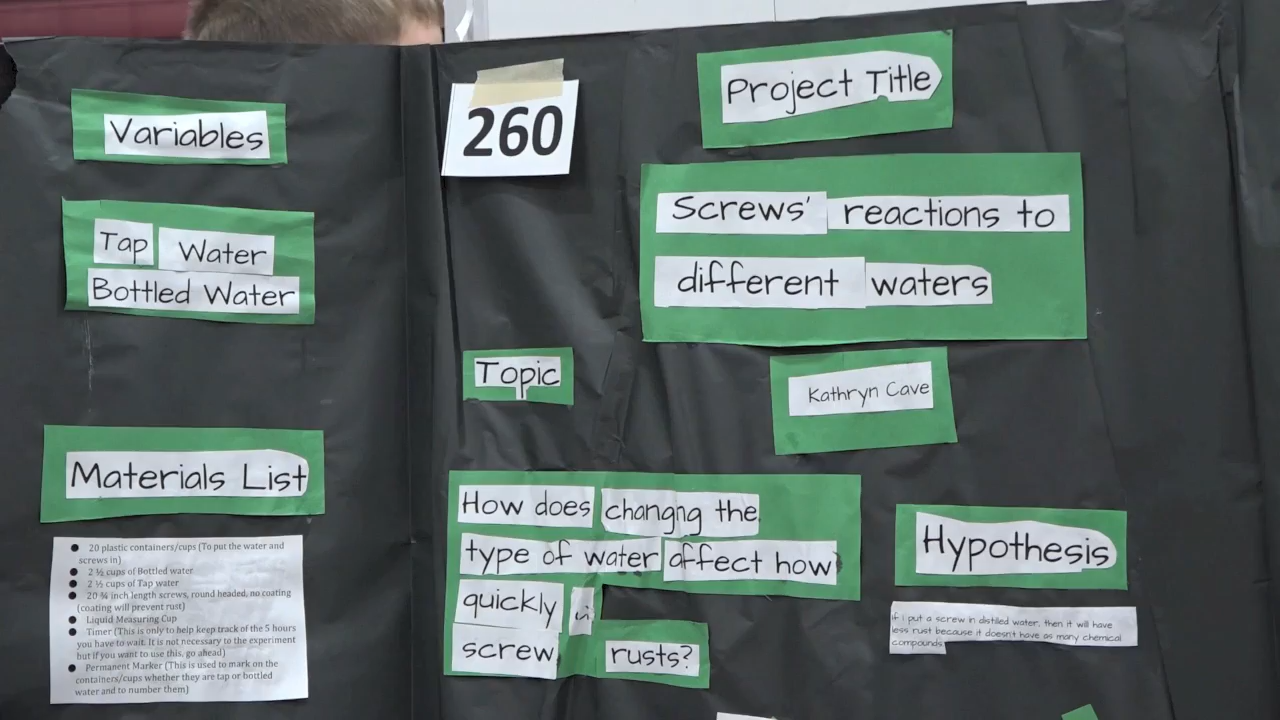 Variables
Tap Water
Bottled Water
Materials List
● 20 plastic containers/cups (To put the water and
screws in)
● 2 ½ cups of Bottled water
● 2 ½ cups of Tap water
● 20 ¾ inch length screws, round headed, no coating
(coating will prevent rust)
● Liquid Measuring Cup
● Timer (This is only to help keep track of the 5 hours
you have to wait. It is not necessary to the experiment
but if you want to use this, go ahead)
● Permanent Marker (This is used to mark on the
containers/cups whether they are tap or bottled
water and to number them)
260
Project Title
Screws' reactions to
different waters
Kathryn Cave
Topic
How does changng the
type of water affect how
quickly
screw rusts?
Hypothesis
if i put a screw in distilled water, then it will have
less rust because it doesn't have as many chemical
compounds